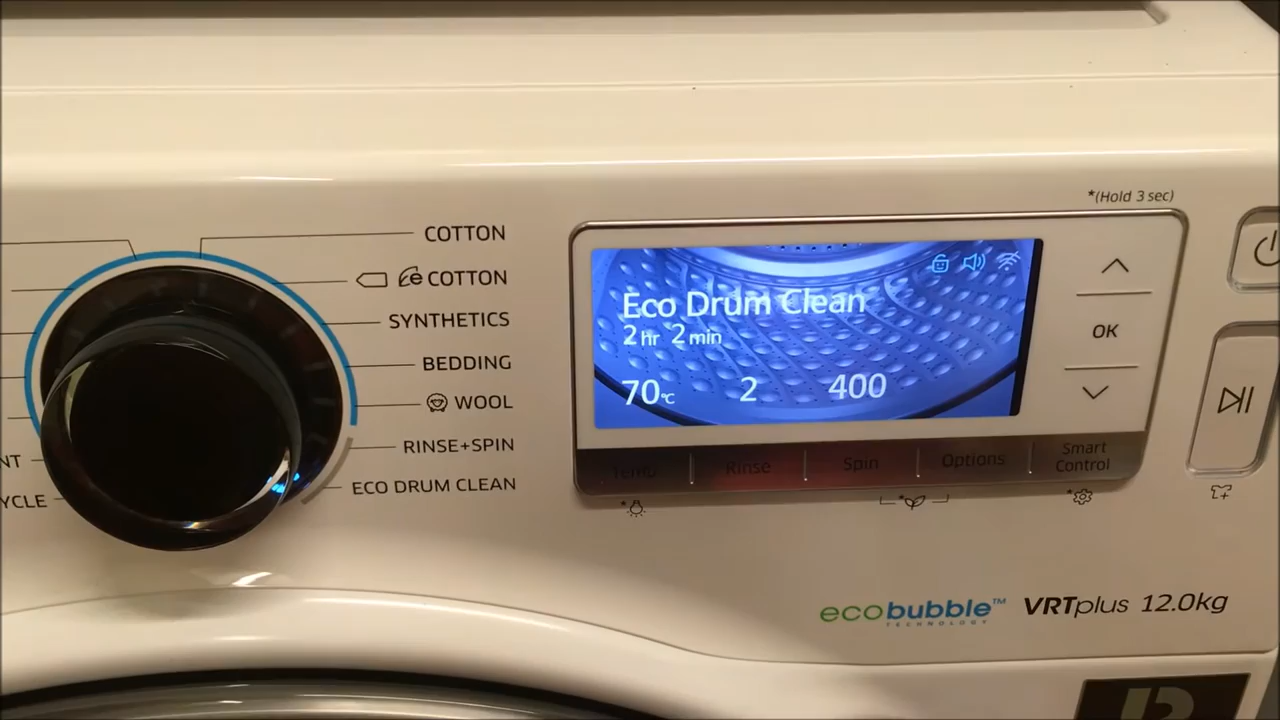 *(Hold 3 sec)
COTTON
e COTTON
SYNTHETICS
BEDDING
WOOL
RINSE+SPIN
ECO DRUM CLEAN
NT
YCLE
Eco Drum Clean
2 hr 2 min
70°C 2 400
OK
Temp. Rinse Spin Options Smart Control
ecobubble™ VRTplus 12.0kg
TECHNOLOGY